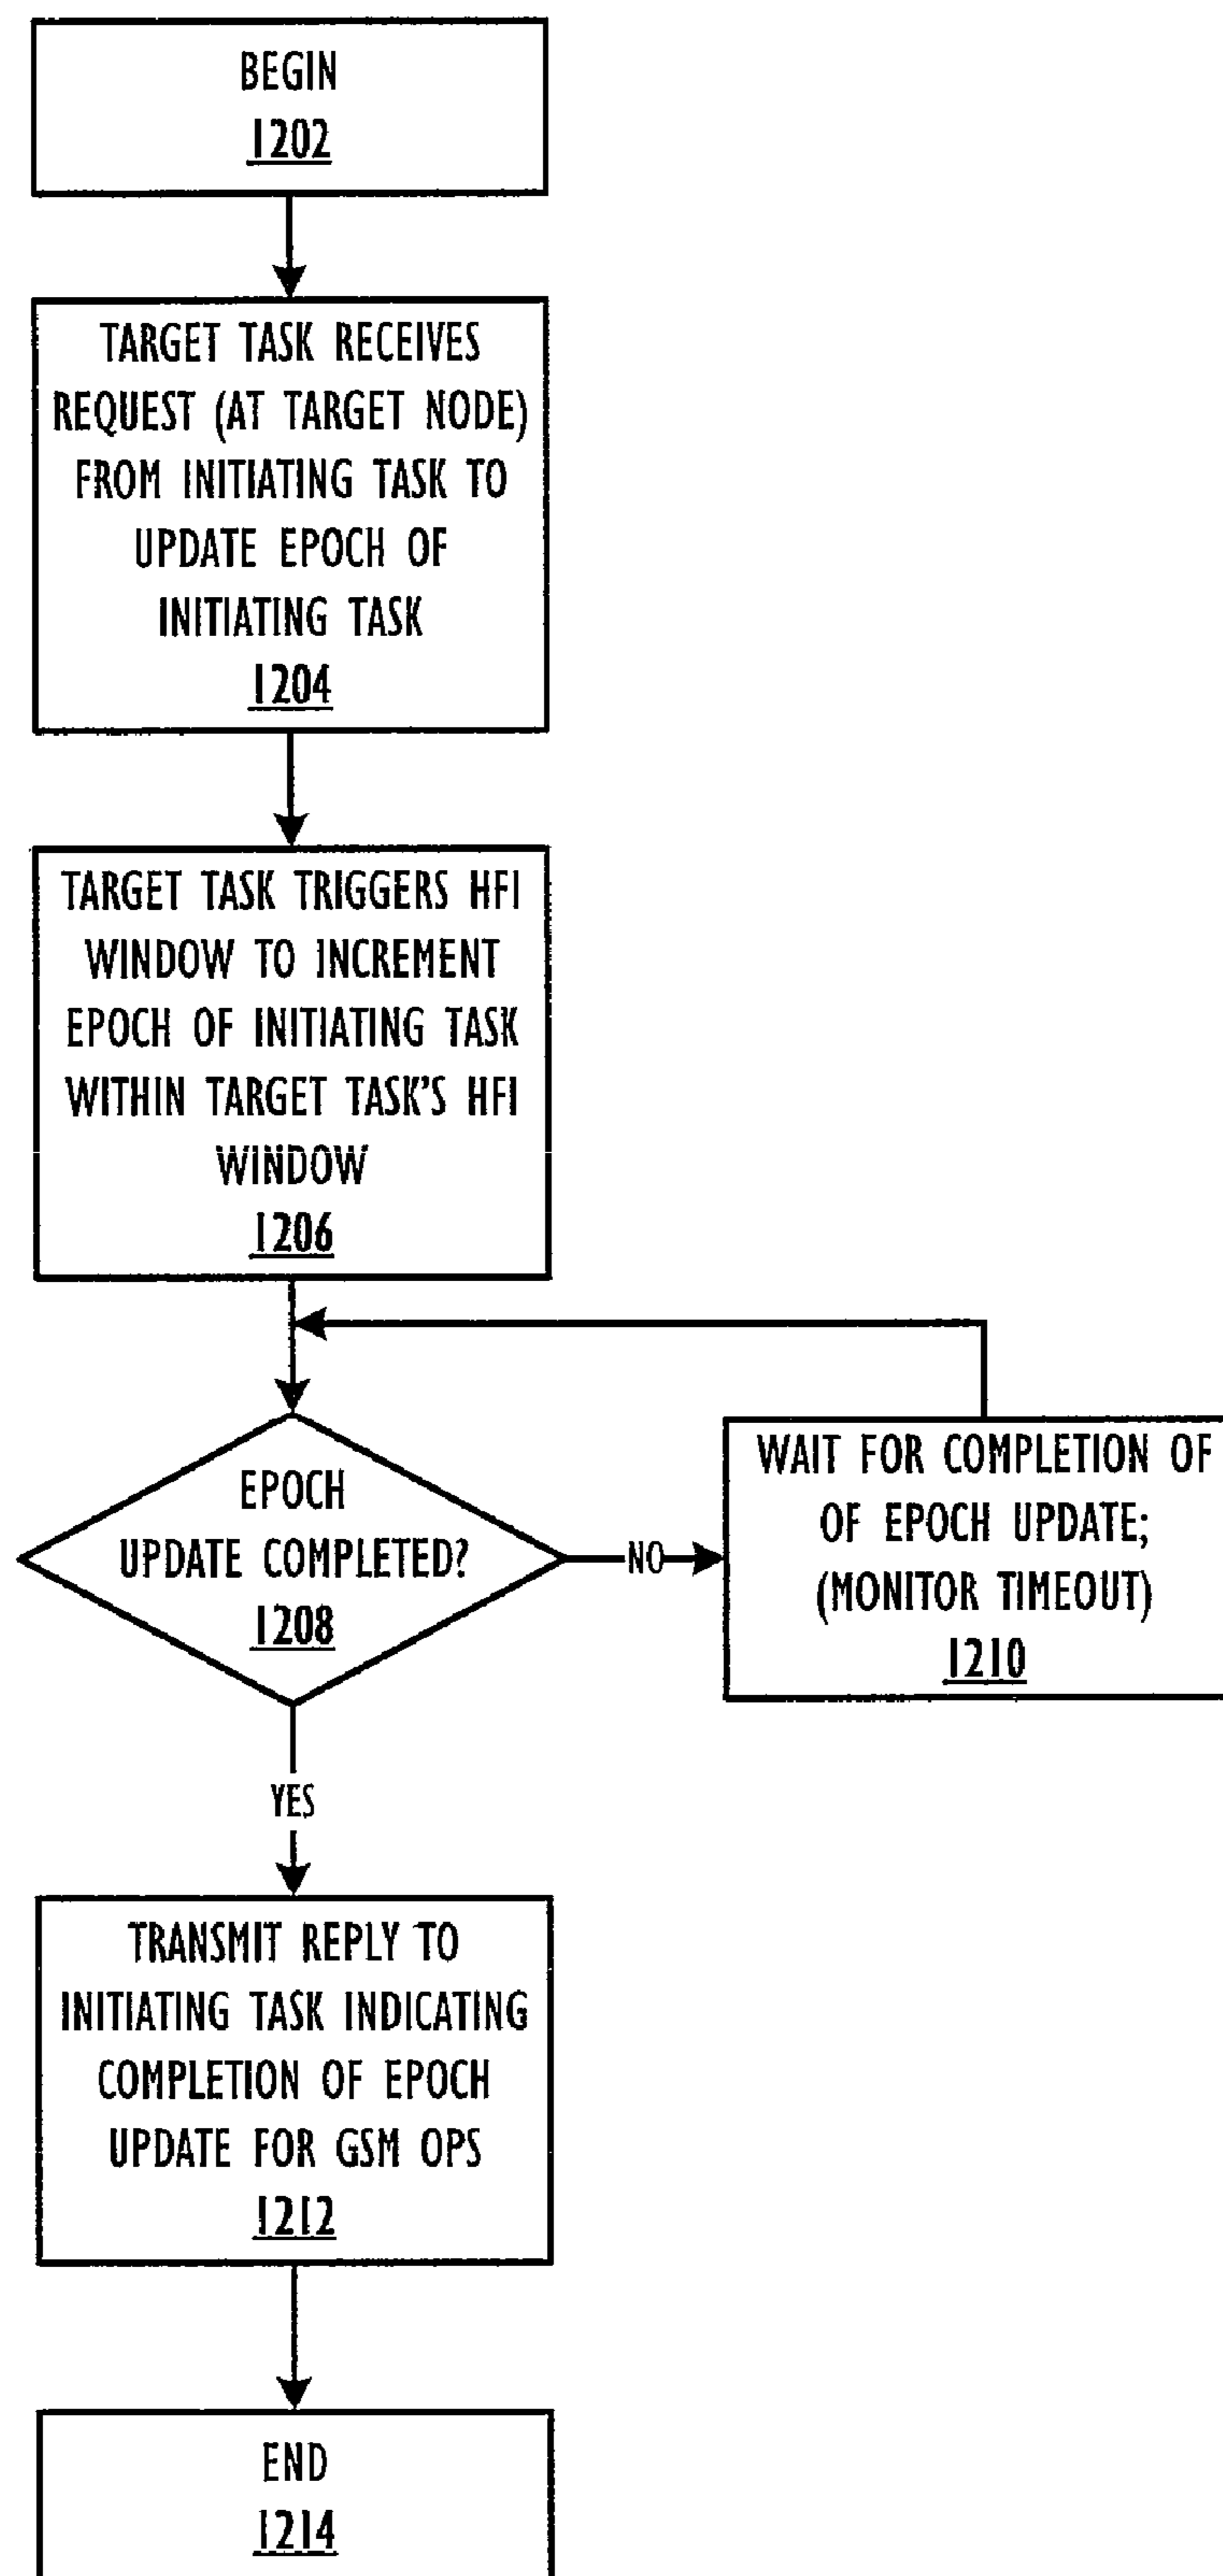 BEGIN
1202
TARGET TASK RECEIVES
REQUEST (AT TARGET NODE)
FROM INITIATING TASK TO
UPDATE EPOCH OF
INITIATING TASK
1204
TARGET TASK TRIGGERS HFI
WINDOW TO INCREMENT
EPOCH OF INITIATING TASK
WITHIN TARGET TASK'S HFI
WINDOW
1206
EPOCH
UPDATE COMPLETED?
1208
NO
WAIT FOR COMPLETION OF
OF EPOCH UPDATE;
(MONITOR TIMEOUT)
1210
YES
TRANSMIT REPLY TO
INITIATING TASK INDICATING
COMPLETION OF EPOCH
UPDATE FOR GSM OPS
1212
END
1214